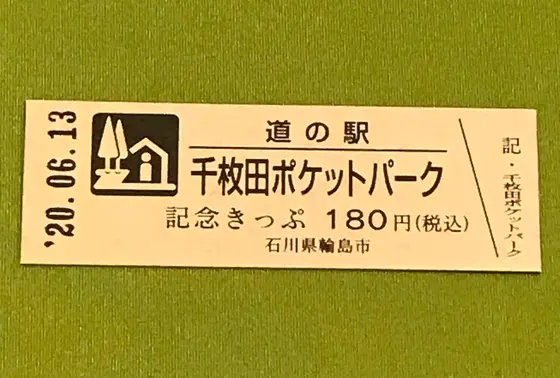 '20.06.13
道の駅
千枚田ポケットパーク
記念きっぷ 180円(税込)
石川県輪島市
記・千枚田ポケットパーク